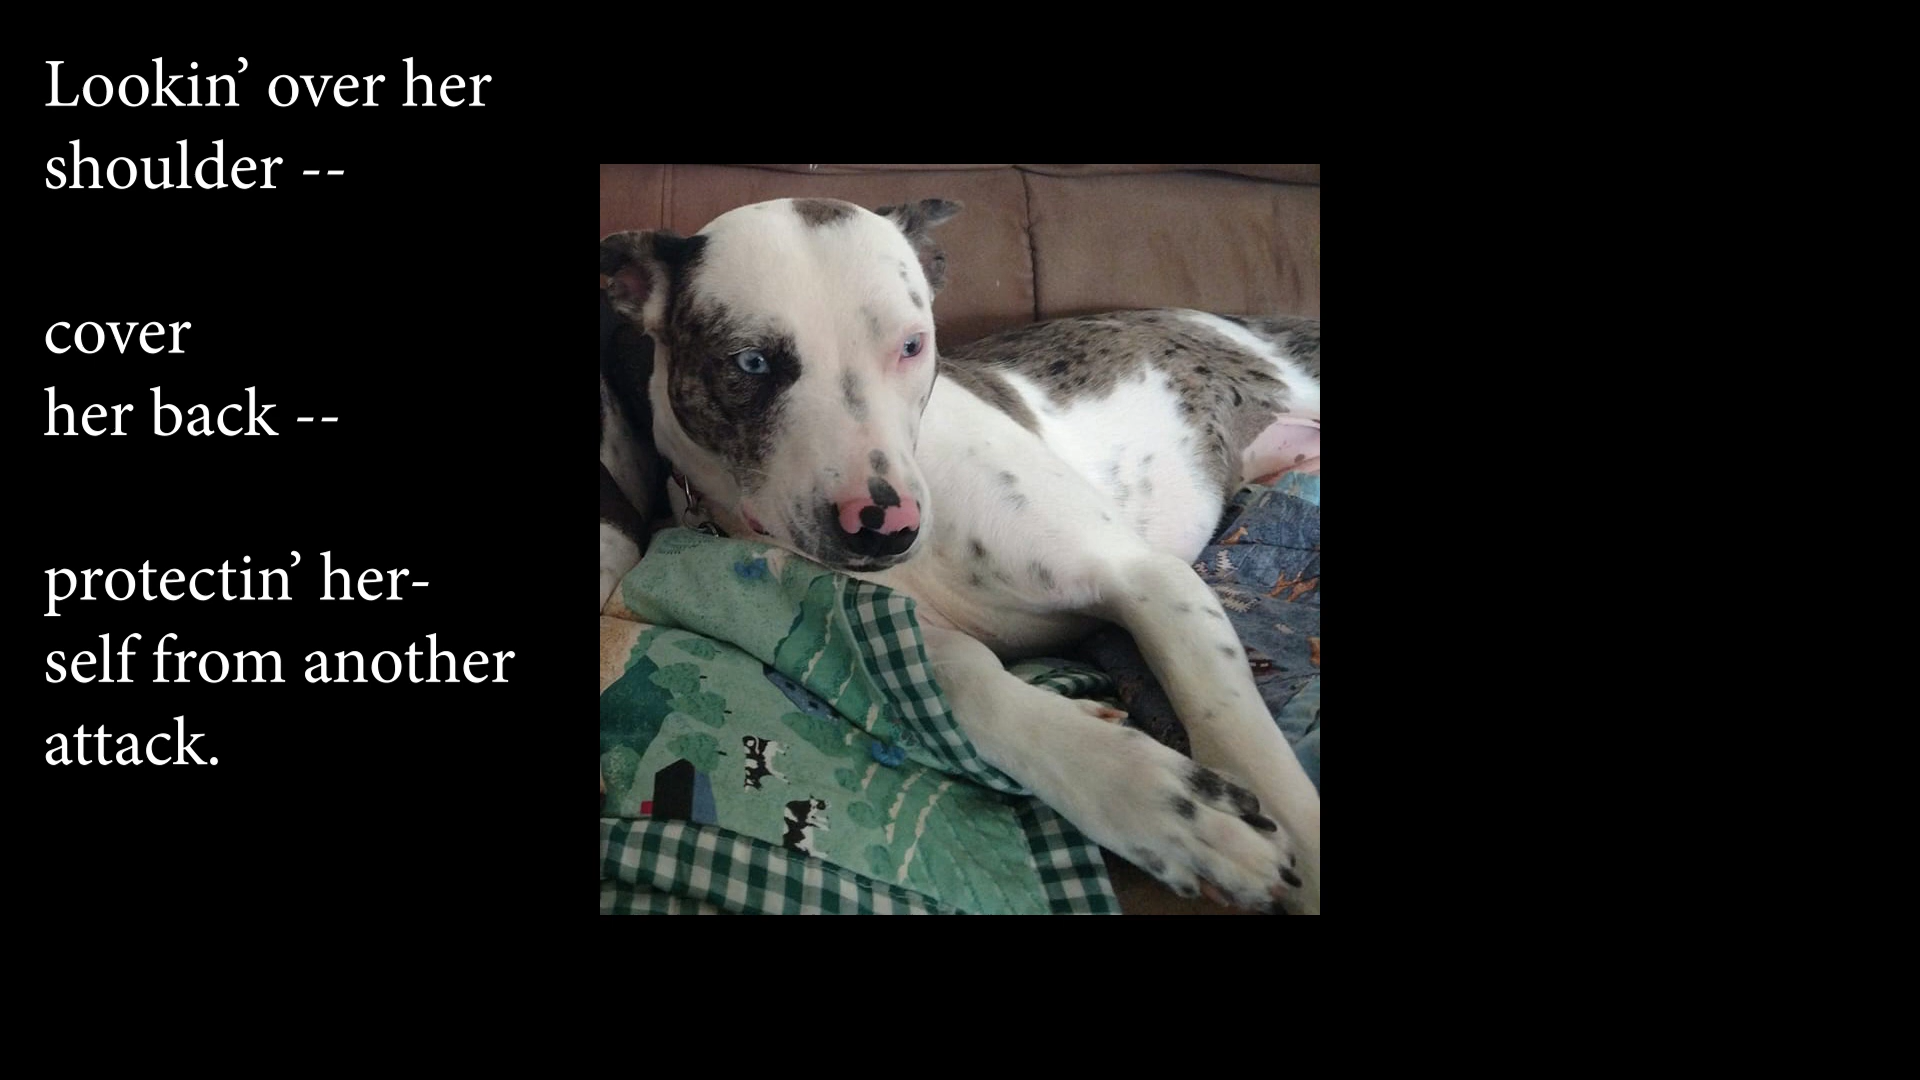 Lookin’ over her
shoulder --
cover
her back --
protectin’ her-
self from another
attack.